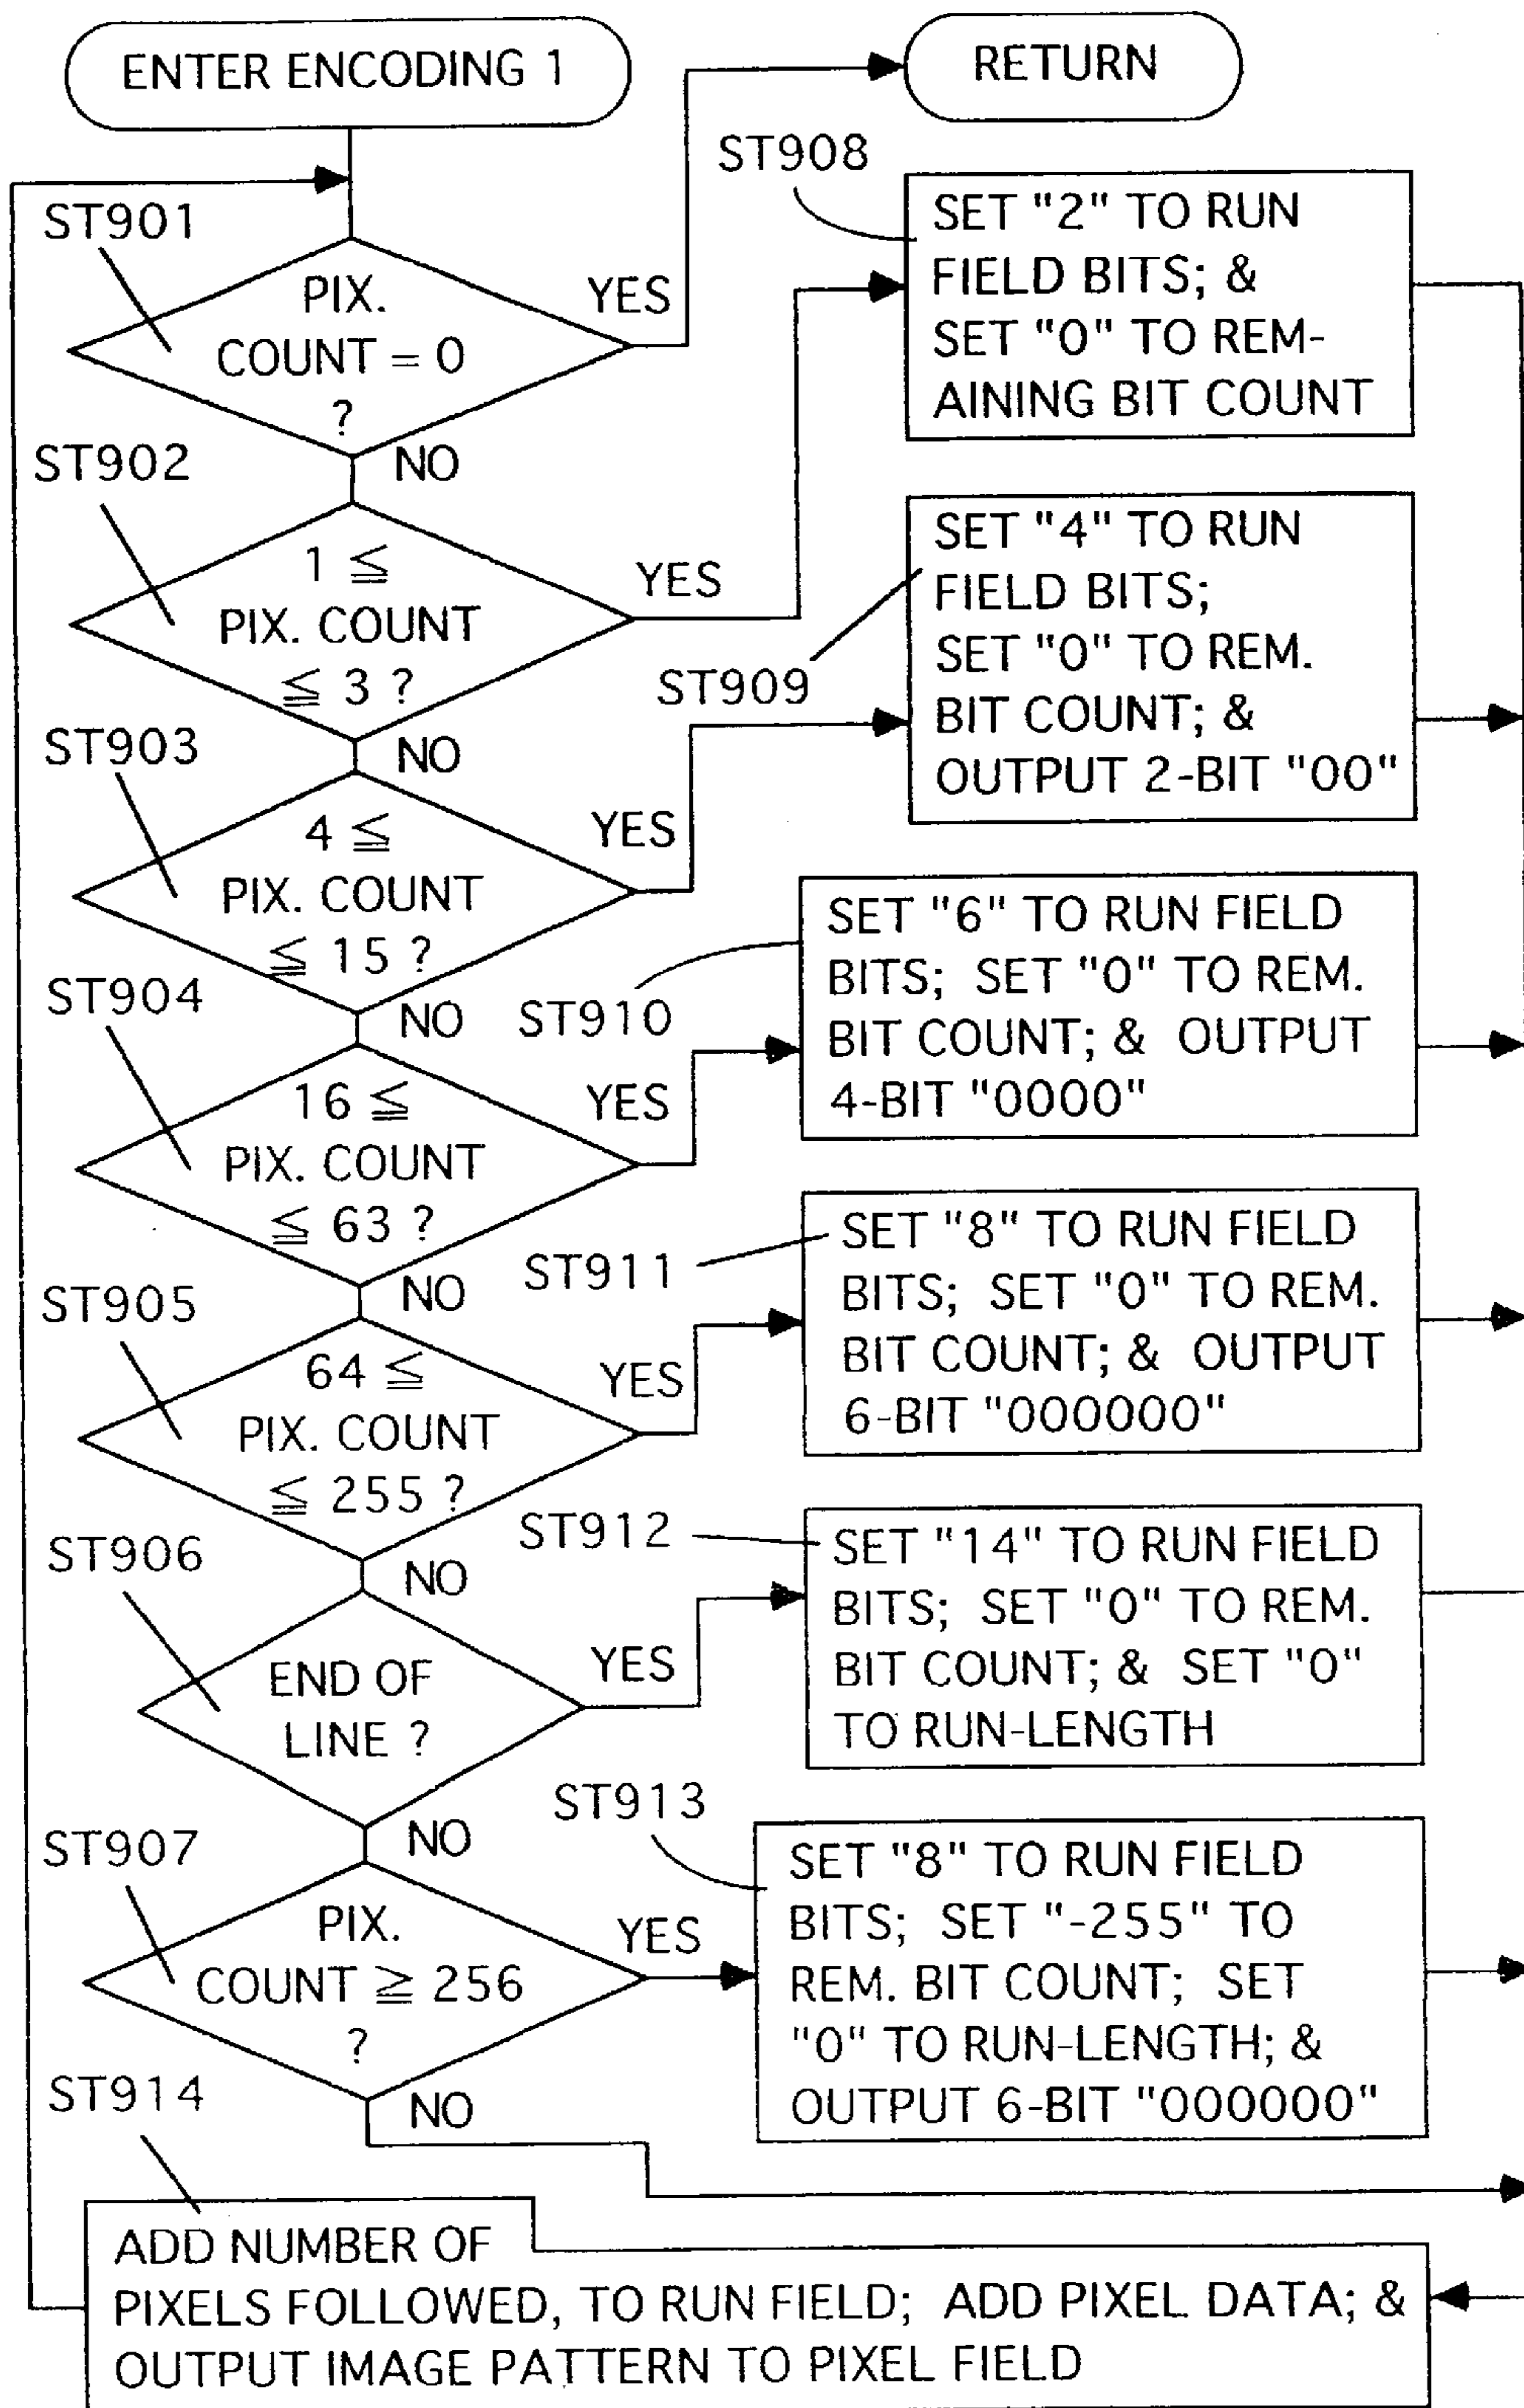 ENTER ENCODING 1
RETURN
ST901
PIX.
COUNT = 0
?
YES
NO
ST908
SET "2" TO RUN
FIELD BITS; &
SET "0" TO REM-
AINING BIT COUNT
ST902
1 ≦
PIX. COUNT
≦ 3 ?
YES
NO
ST909
SET "4" TO RUN
FIELD BITS;
SET "0" TO REM.
BIT COUNT; &
OUTPUT 2-BIT "00"
ST903
4 ≦
PIX. COUNT
≦ 15 ?
YES
NO
ST910
SET "6" TO RUN FIELD
BITS; SET "0" TO REM.
BIT COUNT; & OUTPUT
4-BIT "0000"
ST904
16 ≦
PIX. COUNT
≦ 63 ?
YES
NO
ST911
SET "8" TO RUN FIELD
BITS; SET "0" TO REM.
BIT COUNT; & OUTPUT
6-BIT "000000"
ST905
64 ≦
PIX. COUNT
≦ 255 ?
YES
NO
ST912
SET "14" TO RUN FIELD
BITS; SET "0" TO REM.
BIT COUNT; & SET "0"
TO RUN-LENGTH
ST906
END OF
LINE ?
YES
NO
ST913
SET "8" TO RUN FIELD
BITS; SET "-255" TO
REM. BIT COUNT; SET
"0" TO RUN-LENGTH; &
OUTPUT 6-BIT "000000"
ST907
PIX.
COUNT ≧ 256
?
YES
NO
ST914
ADD NUMBER OF
PIXELS FOLLOWED, TO RUN FIELD; ADD PIXEL DATA; &
OUTPUT IMAGE PATTERN TO PIXEL FIELD